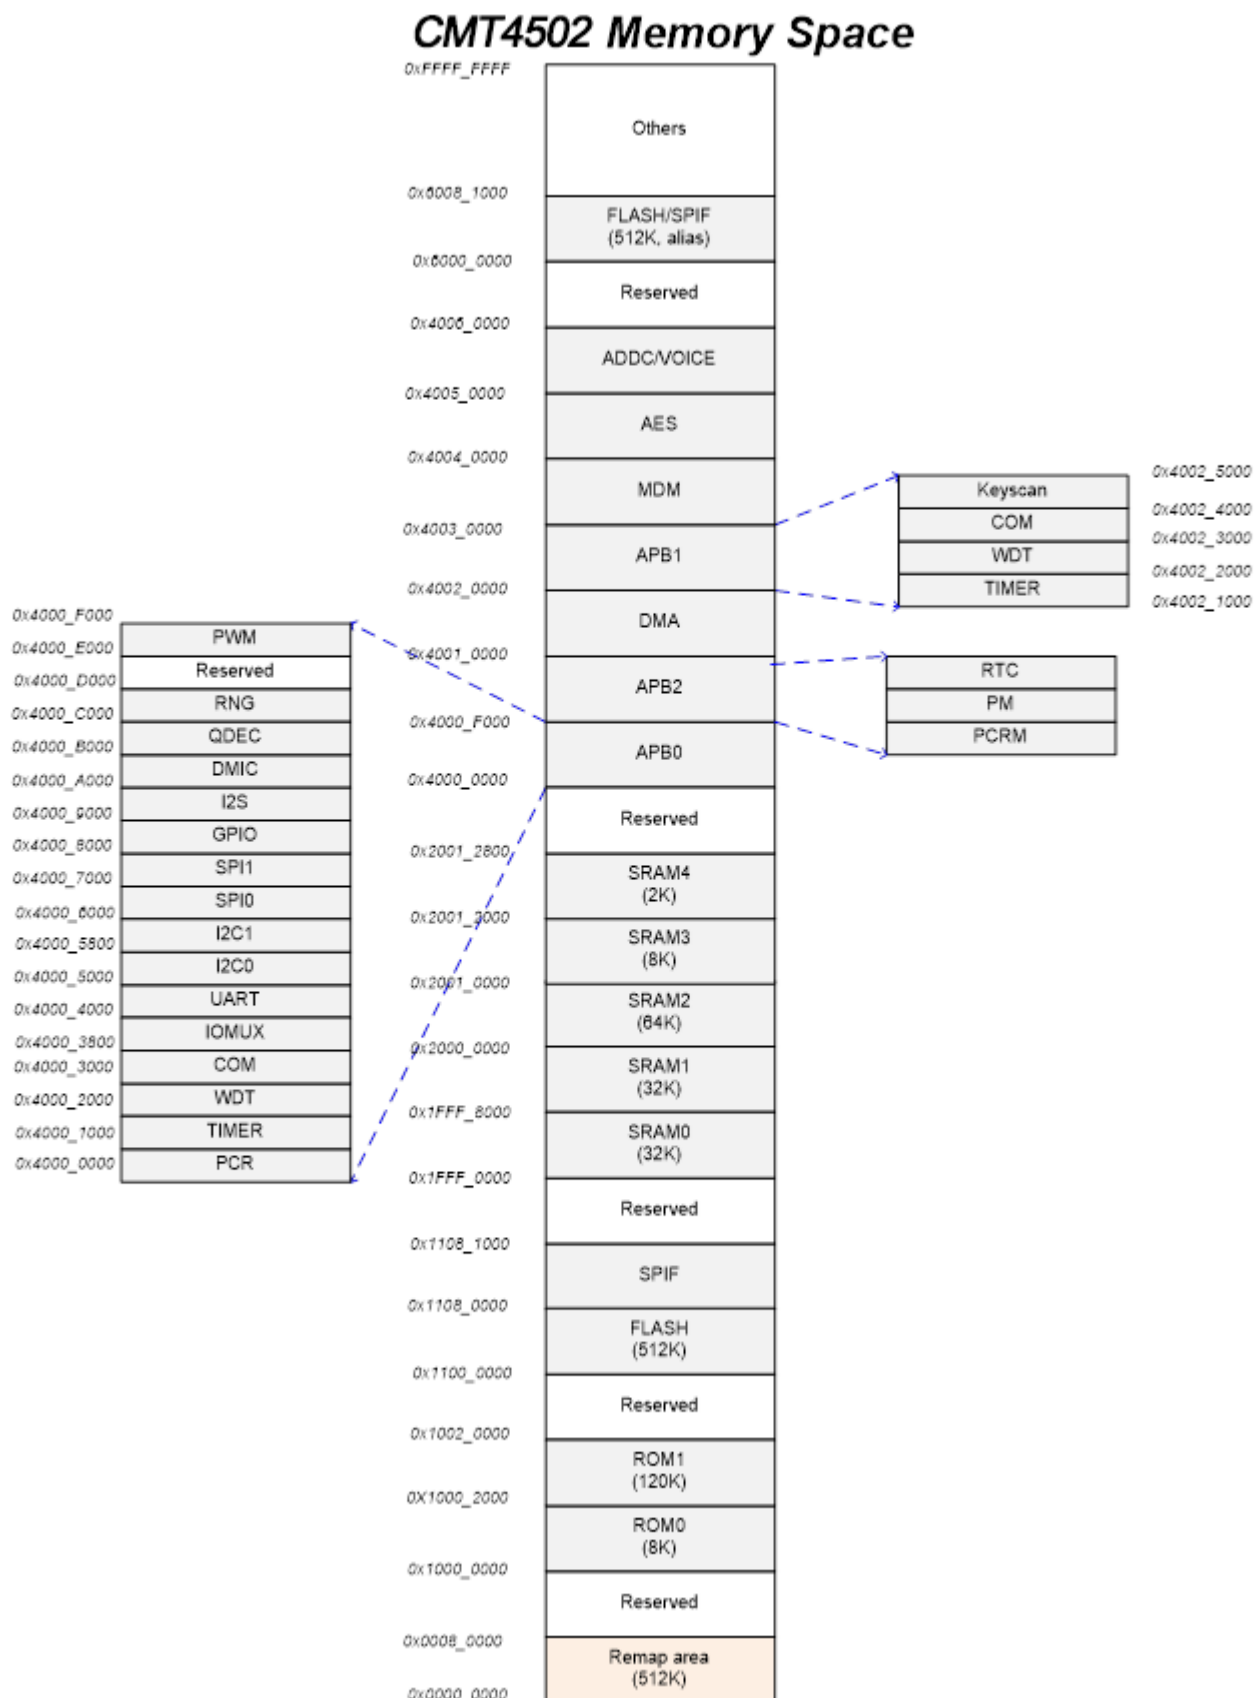 CMT4502 Memory Space
0xFFFF_FFFF
Others
0x6008_1000
FLASH/SPIF
(512K, alias)
0x6000_0000
Reserved
0x4006_0000
ADDC/VOICE
0x4005_0000
AES
0x4004_0000
MDM
0x4003_0000
APB1
0x4002_0000
DMA
0x4001_0000
APB2
0x4000_F000
APB0
0x4000_0000
Reserved
0x2001_2800
SRAM4
(2K)
0x2001_2000
SRAM3
(8K)
0x2001_0000
SRAM2
(64K)
0x2000_0000
SRAM1
(32K)
0x1FFF_8000
SRAM0
(32K)
0x1FFF_0000
Reserved
0x1108_1000
SPIF
0x1108_0000
FLASH
(512K)
0x1100_0000
Reserved
0x1002_0000
ROM1
(120K)
0X1000_2000
ROM0
(8K)
0x1000_0000
Reserved
0x0008_0000
Remap area
(512K)
0x0000_0000
0x4002_5000
Keyscan
0x4002_4000
COM
0x4002_3000
WDT
0x4002_2000
TIMER
0x4002_1000
RTC
PM
PCRM
0x4000_F000
PWM
0x4000_E000
Reserved
0x4000_D000
RNG
0x4000_C000
QDEC
0x4000_B000
DMIC
0x4000_A000
I2S
0x4000_9000
GPIO
0x4000_8000
SPI1
0x4000_7000
SPI0
0x4000_6000
I2C1
0x4000_5800
I2C0
0x4000_5000
UART
0x4000_4000
IOMUX
0x4000_3800
COM
0x4000_3000
WDT
0x4000_2000
TIMER
0x4000_1000
PCR
0x4000_0000